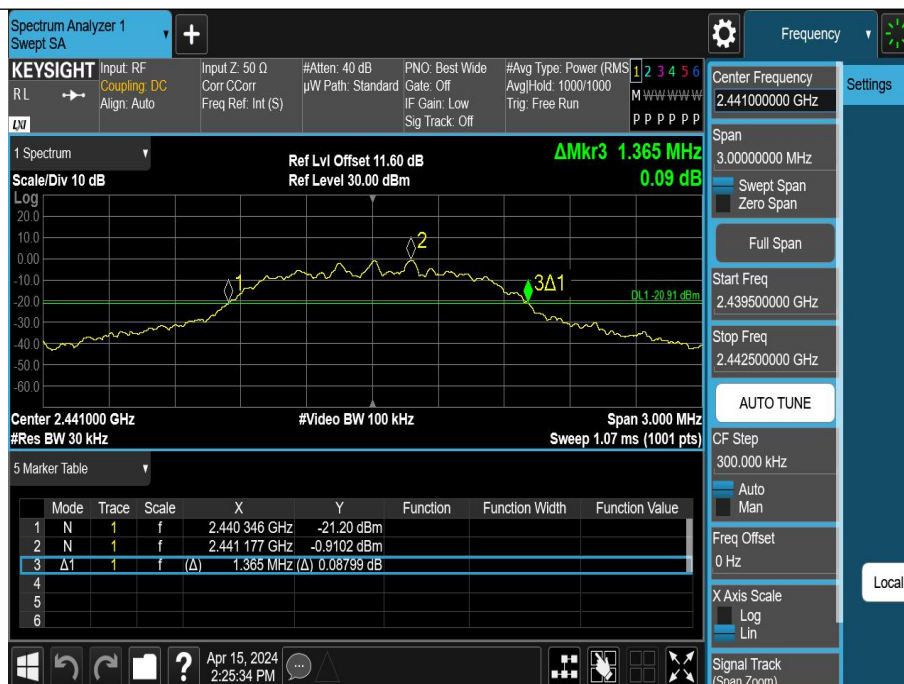 Spectrum Analyzer 1
Swept SA
+
Frequency
KEYSIGHT
RL
LXI
Input: RF
Coupling: DC
Align: Auto
Input Z: 50 Ω
Corr CCorr
Freq Ref: Int (S)
#Atten: 40 dB
µW Path: Standard
PNO: Best Wide
Gate: Off
IF Gain: Low
Sig Track: Off
#Avg Type: Power (RMS
Avg|Hold: 1000/1000
Trig: Free Run
1 2 3 4 5 6
M W W W W W
P P P P P P
1 Spectrum
Scale/Div 10 dB
Ref Lvl Offset 11.60 dB
Ref Level 30.00 dBm
ΔMkr3 1.365 MHz
0.09 dB
Log
20.0
10.0
0.00
-10.0
-20.0
-30.0
-40.0
-50.0
-60.0
1
2
3Δ1
DL1 -20.91 dBm
Center 2.441000 GHz
#Video BW 100 kHz
Span 3.000 MHz
#Res BW 30 kHz
Sweep 1.07 ms (1001 pts)
5 Marker Table
Mode Trace Scale X Y Function Function Width Function Value
1 N 1 f 2.440 346 GHz -21.20 dBm
2 N 1 f 2.441 177 GHz -0.9102 dBm
3 Δ1 1 f (Δ) 1.365 MHz (Δ) 0.08799 dB
4
5
6
?
Apr 15, 2024
2:25:34 PM
Center Frequency
2.441000000 GHz
Span
3.00000000 MHz
Swept Span
Zero Span
Full Span
Start Freq
2.439500000 GHz
Stop Freq
2.442500000 GHz
AUTO TUNE
CF Step
300.000 kHz
Auto
Man
Freq Offset
0 Hz
X Axis Scale
Log
Lin
Signal Track
(Span Zoom)
Settings
Local